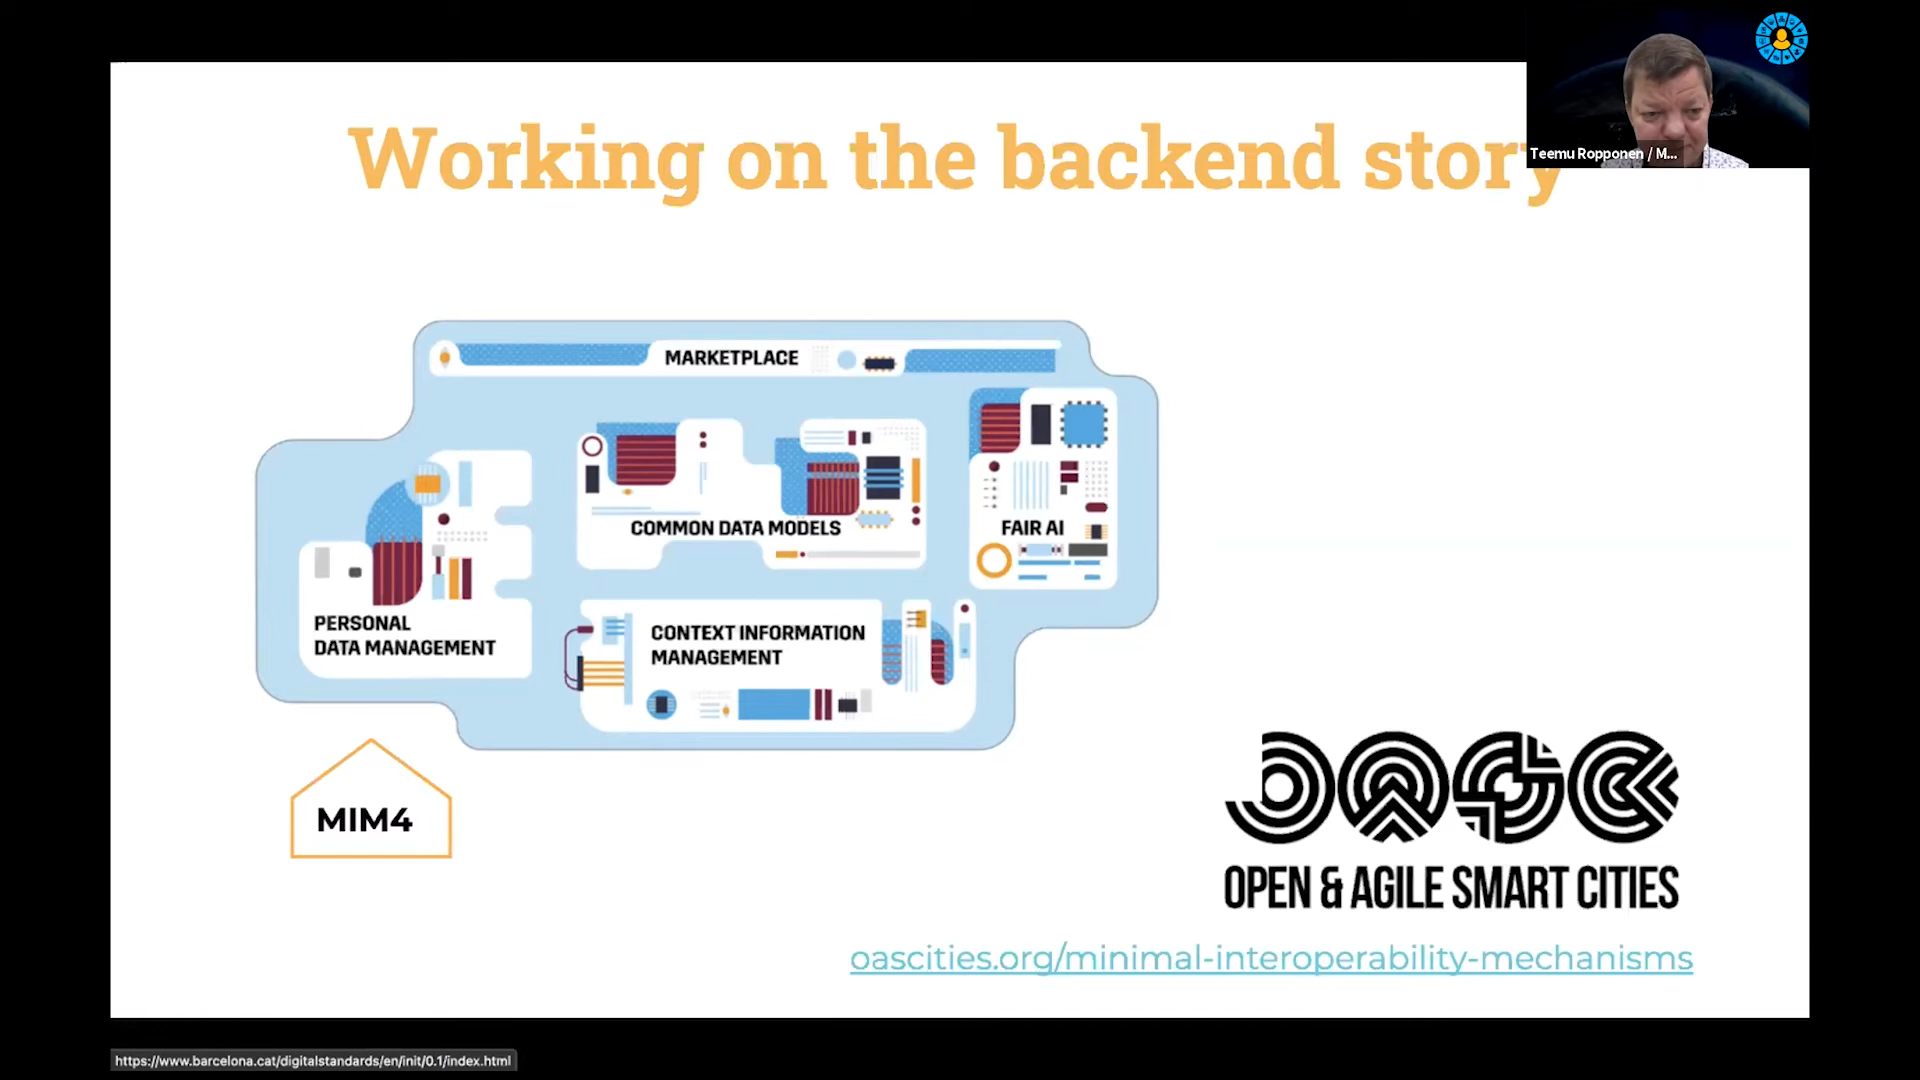 Working on the backend story
Teemu Ropponen / M...
MARKETPLACE
COMMON DATA MODELS
FAIR AI
PERSONAL
DATA MANAGEMENT
CONTEXT INFORMATION
MANAGEMENT
MIM4
OPEN & AGILE SMART CITIES
oascities.org/minimal-interoperability-mechanisms
https://www.barcelona.cat/digitalstandards/en/init/0.1/index.html